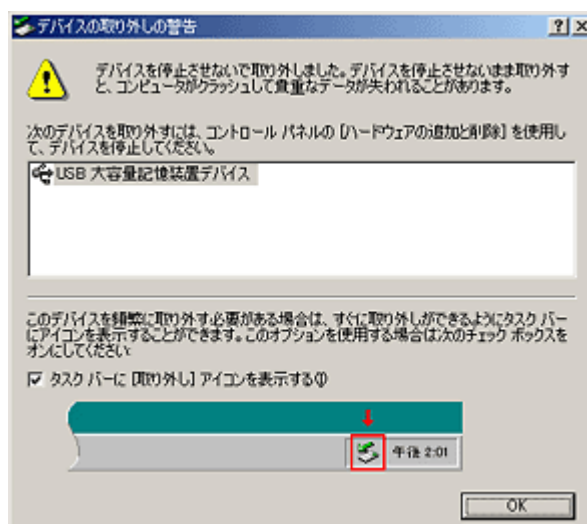 デバイスの取り外しの警告
デバイスを停止させないで取り外しました。デバイスを停止させないまま取り外す
と、コンピュータがクラッシュして貴重なデータが失われることがあります。
次のデバイスを取り外すには、コントロール パネルの [ハードウェアの追加と削除] を使用し
て、デバイスを停止してください。
USB 大容量記憶装置デバイス
このデバイスを頻繁に取り外す必要がある場合は、すぐに取り外しができるようにタスク バー
にアイコンを表示することができます。このオプションを使用する場合は次のチェック ボックスを
オンにしてください:
タスク バーに [取り外し] アイコンを表示する(I)
午後 2:01
OK